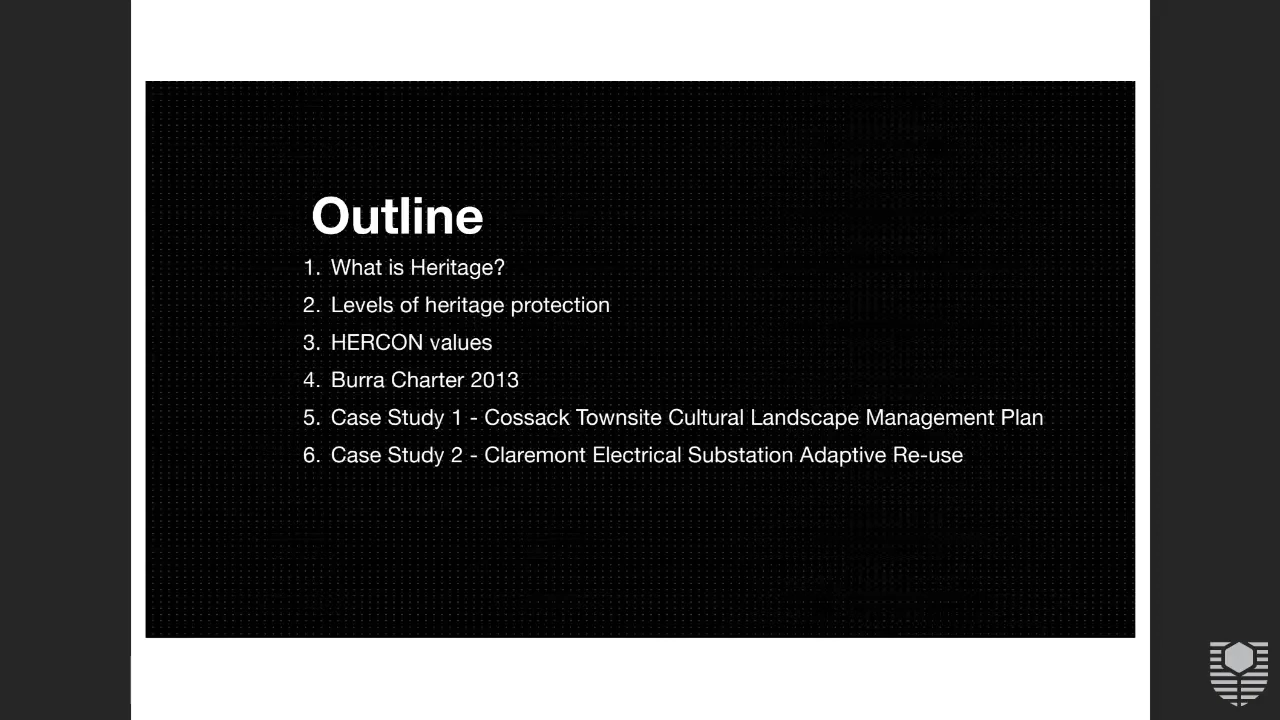 Outline
1. What is Heritage?
2. Levels of heritage protection
3. HERCON values
4. Burra Charter 2013
5. Case Study 1 - Cossack Townsite Cultural Landscape Management Plan
6. Case Study 2 - Claremont Electrical Substation Adaptive Re-use